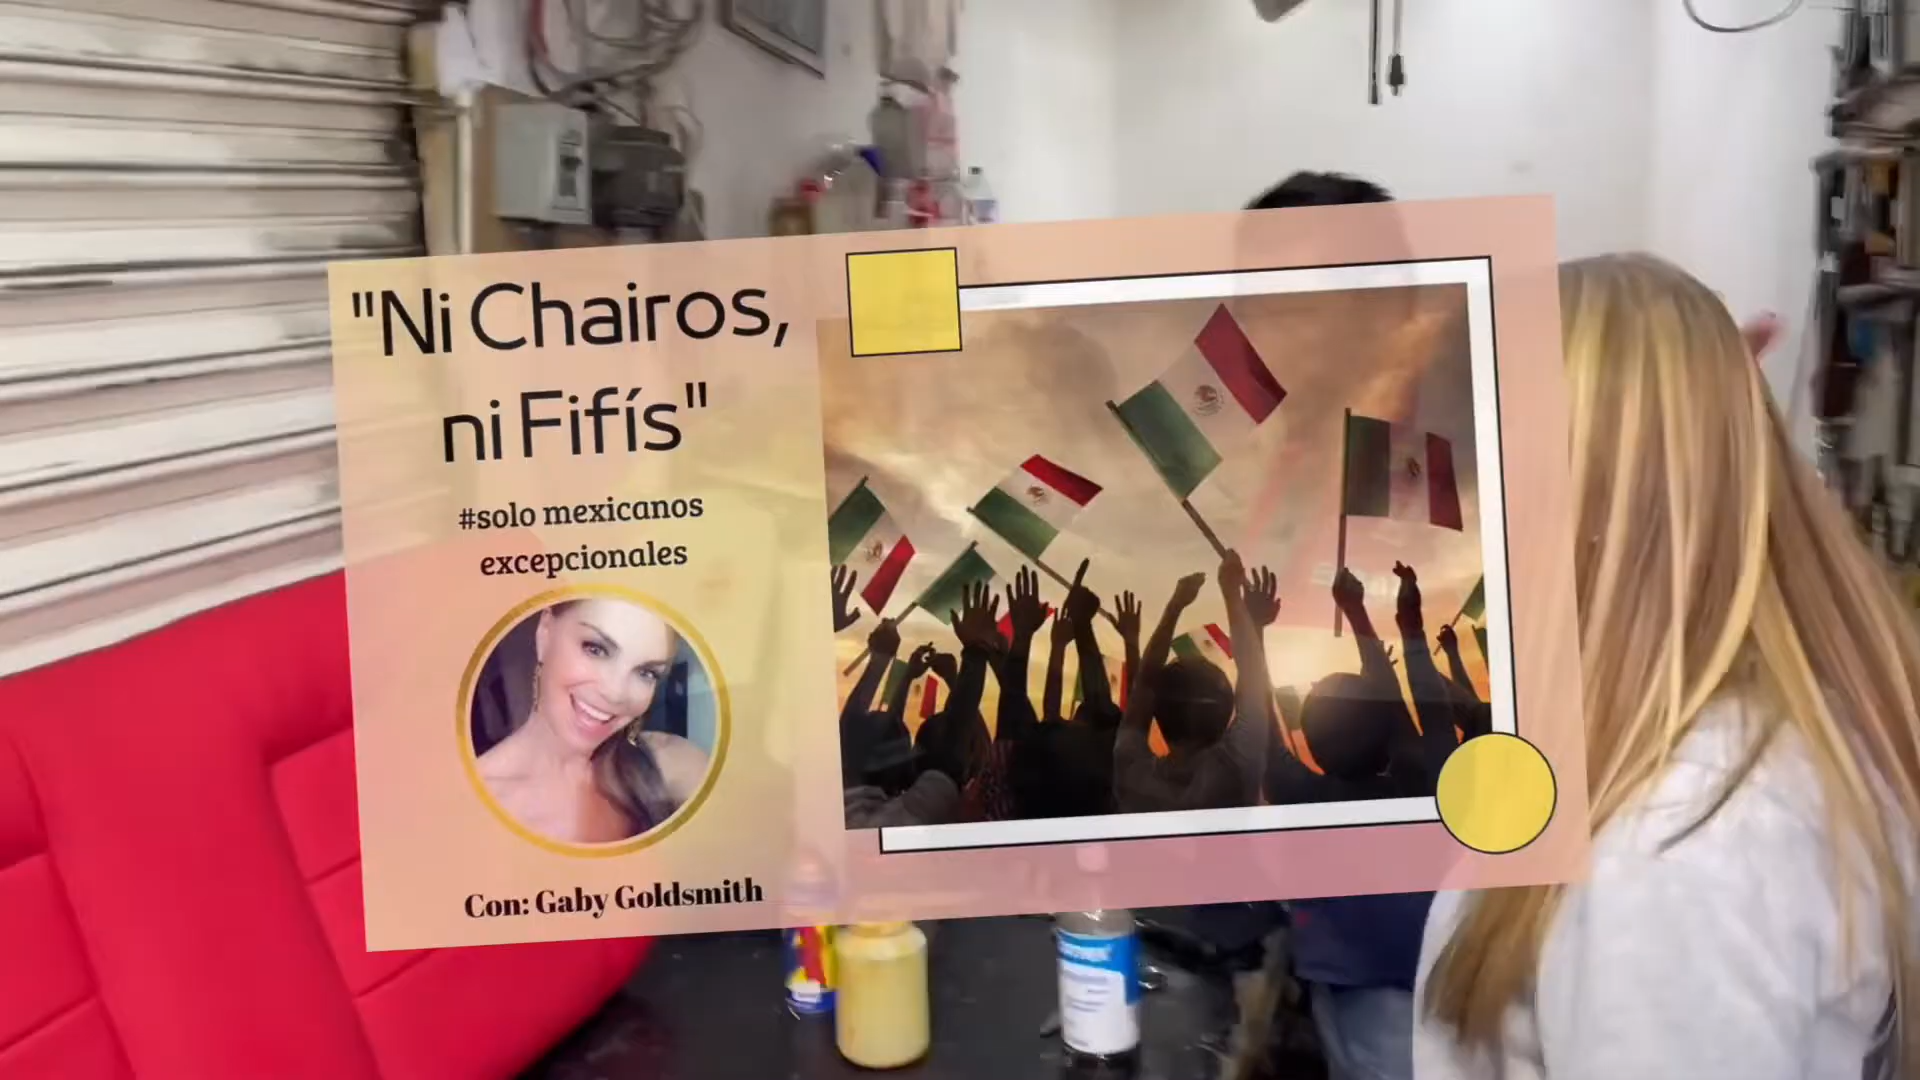 "Ni Chairos,
ni Fifís"
#solo mexicanos
excepcionales
Con: Gaby Goldsmith